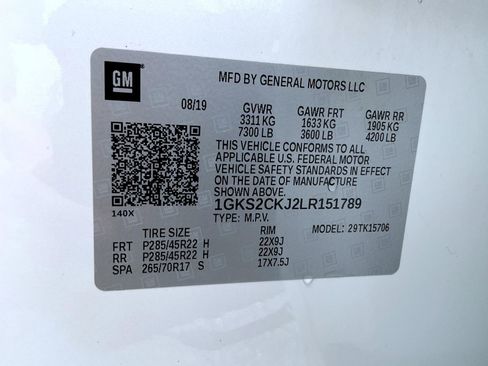 GM
MFD BY GENERAL MOTORS LLC
08/19 GVWR GAWR FRT GAWR RR
3311 KG 1633 KG 1905 KG
7300 LB 3600 LB 4200 LB
THIS VEHICLE CONFORMS TO ALL
APPLICABLE U.S. FEDERAL MOTOR
VEHICLE SAFETY STANDARDS IN EFFECT
ON THE DATE OF MANUFACTURE
SHOWN ABOVE.
1GKS2CKJ2LR151789
140X TYPE: M.P.V.
TIRE SIZE RIM MODEL: 29TK15706
FRT P285/45R22 H 22X9J
RR P285/45R22 H 22X9J
SPA 265/70R17 S 17X7.5J